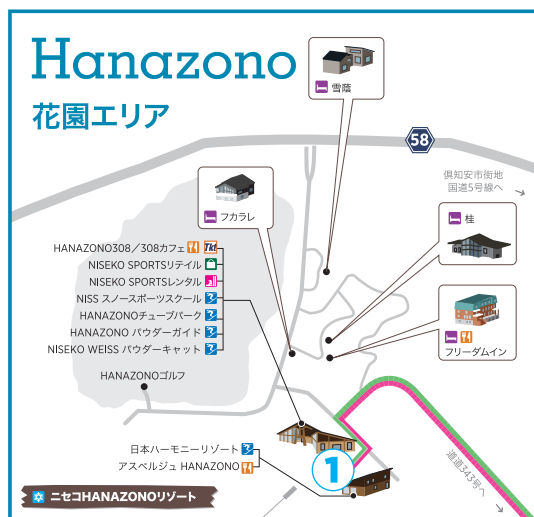 Hanazono
花園エリア
雪蔭
58
倶知安市街地
国道5号線へ
フカラレ
桂
HANAZONO308／308カフェ
Tkt
NISEKO SPORTSリテイル
NISEKO SPORTSレンタル
NISS スノースポーツスクール
HANAZONOチューブパーク
HANAZONO パウダーガイド
NISEKO WEISS パウダーキャット
フリーダムイン
HANAZONOゴルフ
日本ハーモニーリゾート
アスペルジュ HANAZONO
1
道道343号へ
ニセコHANAZONOリゾート